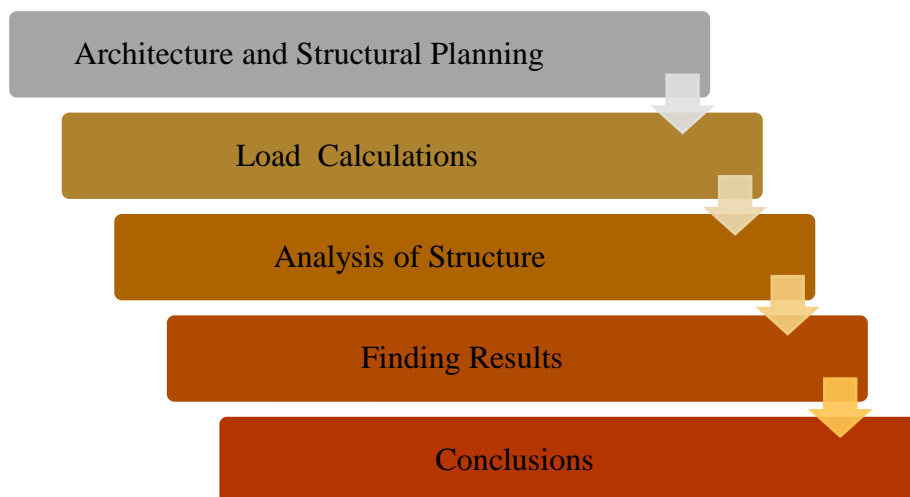 Architecture and Structural Planning
Load Calculations
Analysis of Structure
Finding Results
Conclusions